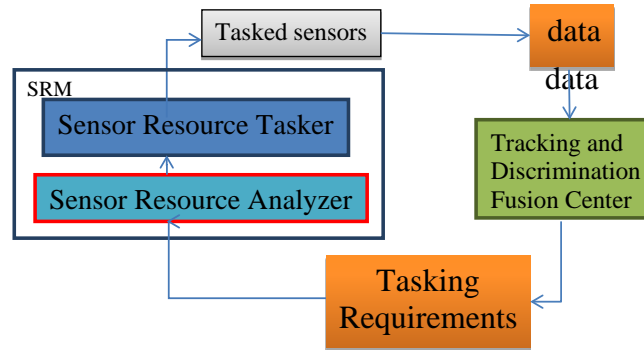 Tasked sensors
data
data
SRM
Sensor Resource Tasker
Sensor Resource Analyzer
Tracking and
Discrimination
Fusion Center
Tasking
Requirements